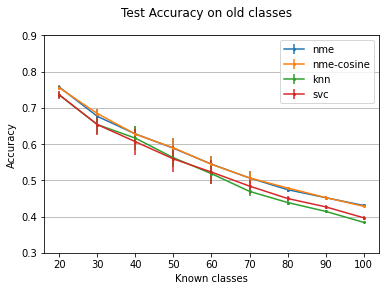 Test Accuracy on old classes
0.9
0.8
0.7
0.6
0.5
0.4
0.3
Accuracy
nme
nme-cosine
knn
svc
20 30 40 50 60 70 80 90 100
Known classes